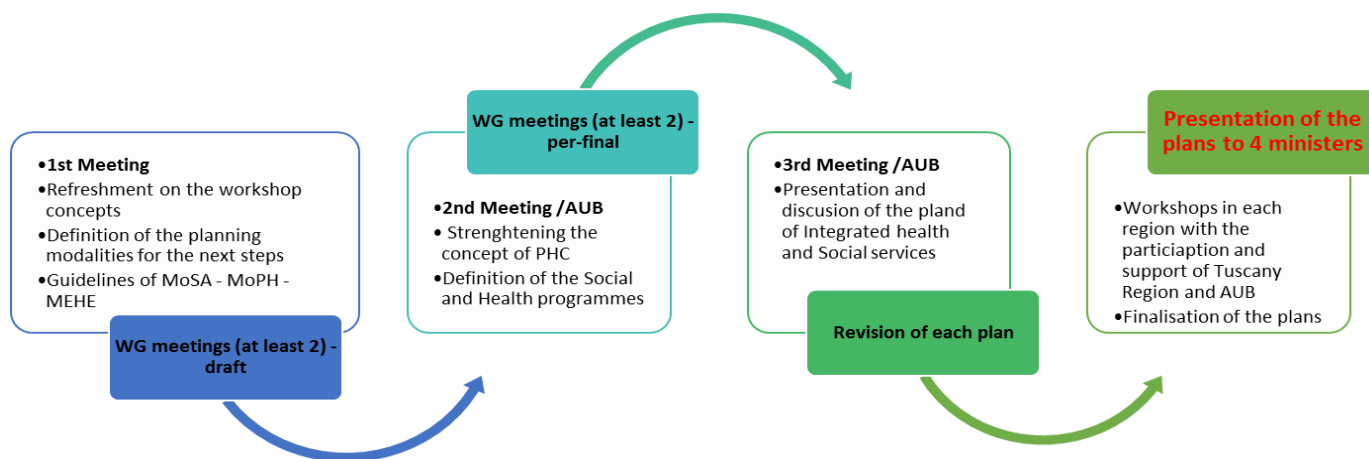 •1st Meeting
•Refreshment on the workshop
concepts
•Definition of the planning
modalities for the next steps
•Guidelines of MoSA - MoPH -
MEHE
WG meetings (at least 2) -
draft
WG meetings (at least 2) -
per-final
•2nd Meeting /AUB
• Strenghtening the
concept of PHC
•Definition of the Social
and Health programmes
•3rd Meeting /AUB
•Presentation and
discusion of the pland
of Integrated health
and Social services
Revision of each plan
Presentation of the
plans to 4 ministers
•Workshops in each
region with the
particiaption and
support of Tuscany
Region and AUB
•Finalisation of the plans